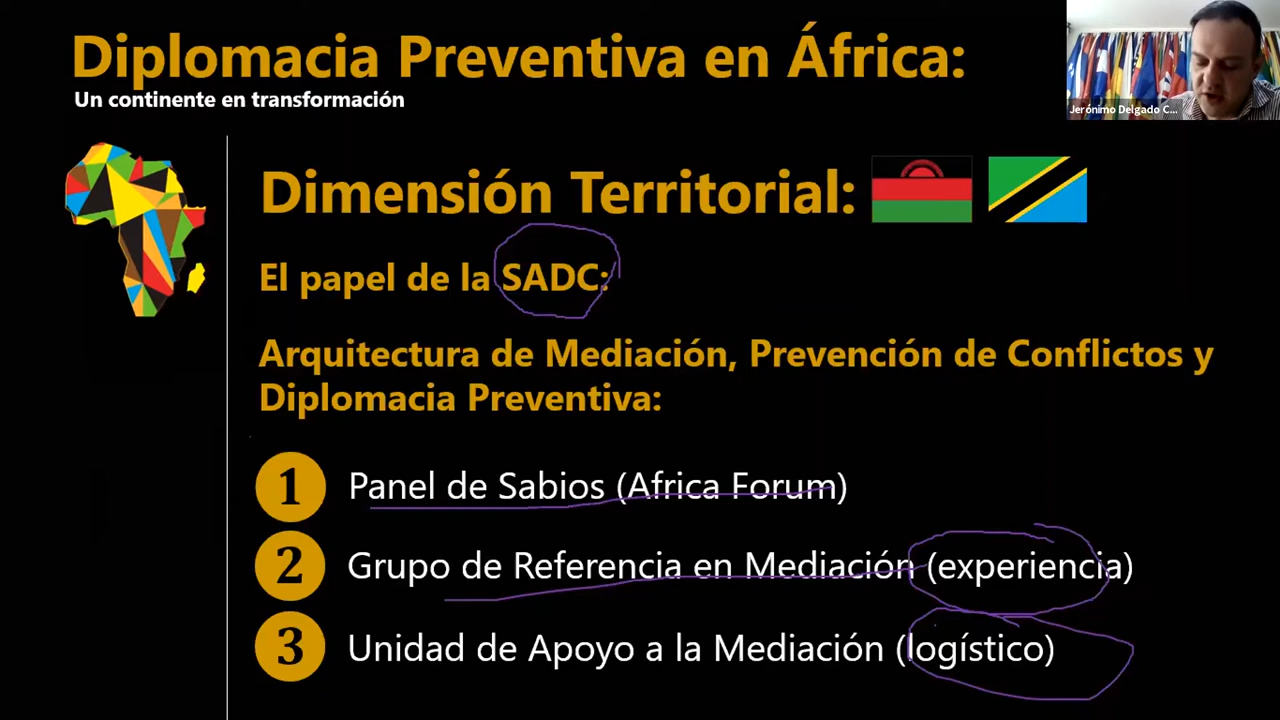 Diplomacia Preventiva en África:
Un continente en transformación
Jerónimo Delgado C...
Dimensión Territorial:
El papel de la SADC:
Arquitectura de Mediación, Prevención de Conflictos y
Diplomacia Preventiva:
1 Panel de Sabios (Africa Forum)
2 Grupo de Referencia en Mediación (experiencia)
3 Unidad de Apoyo a la Mediación (logístico)